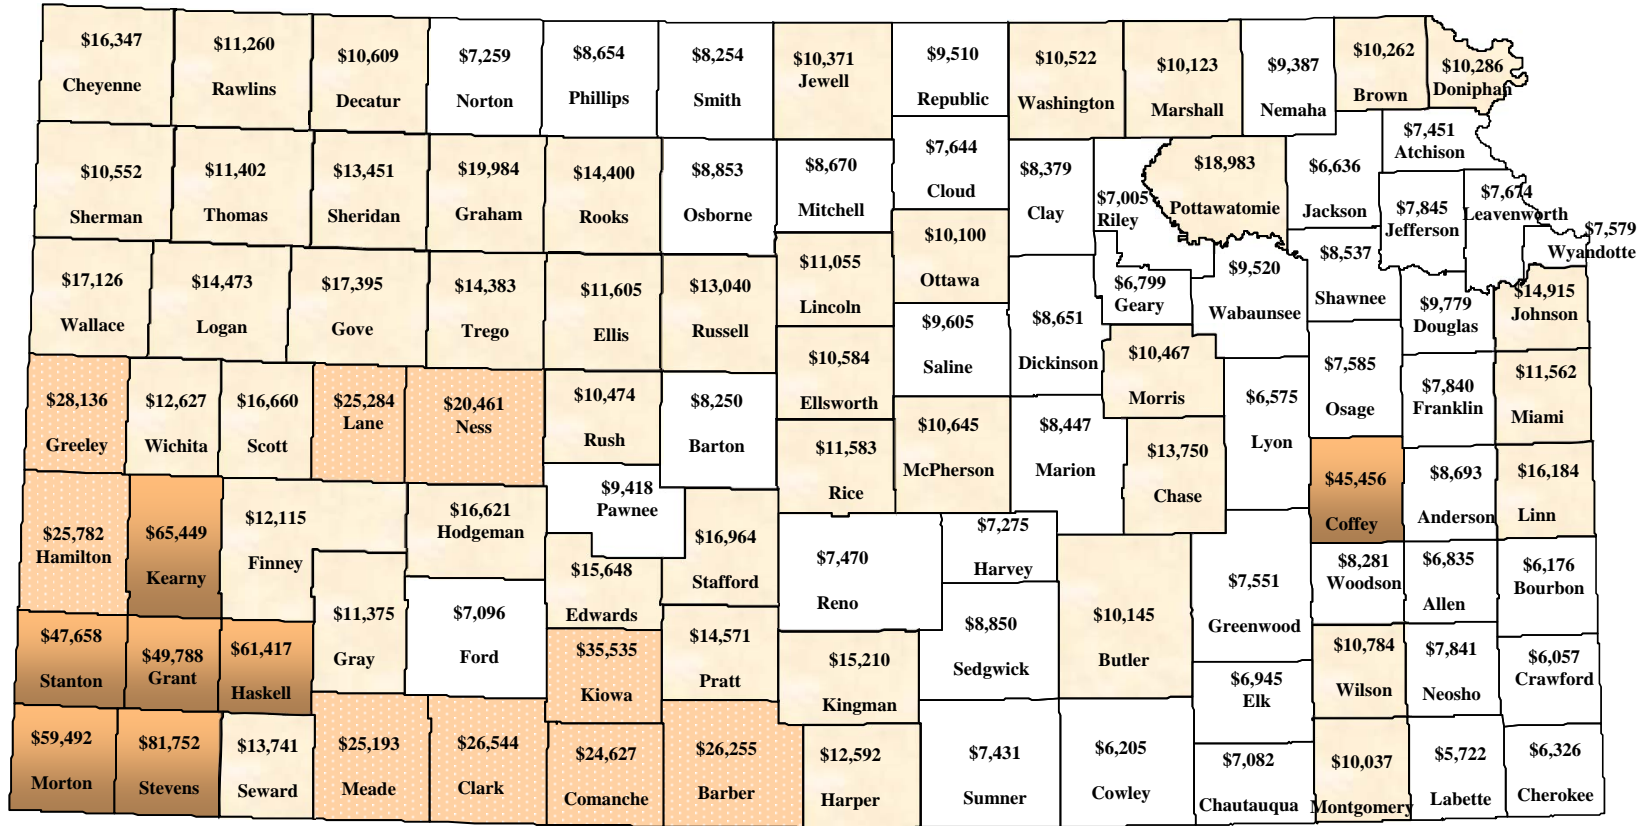 $16,347
Cheyenne
$11,260
Rawlins
$10,609
Decatur
$7,259
Norton
$8,654
Phillips
$8,254
Smith
$10,371
Jewell
$9,510
Republic
$10,522
Washington
$10,123
Marshall
$9,387
Nemaha
$10,262
Brown
$10,286
Doniphan
$10,552
Sherman
$11,402
Thomas
$13,451
Sheridan
$19,984
Graham
$14,400
Rooks
$8,853
Osborne
$8,670
Mitchell
$7,644
Cloud
$8,379
Clay
$7,005
Riley
$18,983
Pottawatomie
$6,636
Jackson
$7,451
Atchison
$7,845
Jefferson
$7,674
Leavenworth
$7,579
Wyandotte
$17,126
Wallace
$14,473
Logan
$17,395
Gove
$14,383
Trego
$11,605
Ellis
$13,040
Russell
$11,055
Lincoln
$10,100
Ottawa
$8,651
Dickinson
$6,799
Geary
$9,520
Wabaunsee
$8,537
Shawnee
$9,779
Douglas
$14,915
Johnson
$28,136
Greeley
$12,627
Wichita
$16,660
Scott
$25,284
Lane
$20,461
Ness
$10,474
Rush
$8,250
Barton
$10,584
Ellsworth
$9,605
Saline
$10,467
Morris
$6,575
Lyon
$7,585
Osage
$7,840
Franklin
$11,562
Miami
$11,583
Rice
$10,645
McPherson
$8,447
Marion
$13,750
Chase
$45,456
Coffey
$8,693
Anderson
$16,184
Linn
$25,782
Hamilton
$65,449
Kearny
$12,115
Finney
$16,621
Hodgeman
$9,418
Pawnee
$16,964
Stafford
$15,648
Edwards
$7,470
Reno
$7,275
Harvey
$10,145
Butler
$7,551
Greenwood
$8,281
Woodson
$6,835
Allen
$6,176
Bourbon
$47,658
Stanton
$49,788
Grant
$61,417
Haskell
$11,375
Gray
$7,096
Ford
$35,535
Kiowa
$14,571
Pratt
$15,210
Kingman
$8,850
Sedgwick
$6,945
Elk
$10,784
Wilson
$7,841
Neosho
$6,057
Crawford
$59,492
Morton
$81,752
Stevens
$13,741
Seward
$25,193
Meade
$26,544
Clark
$24,627
Comanche
$26,255
Barber
$12,592
Harper
$7,431
Sumner
$6,205
Cowley
$7,082
Chautauqua
$10,037
Montgomery
$5,722
Labette
$6,326
Cherokee